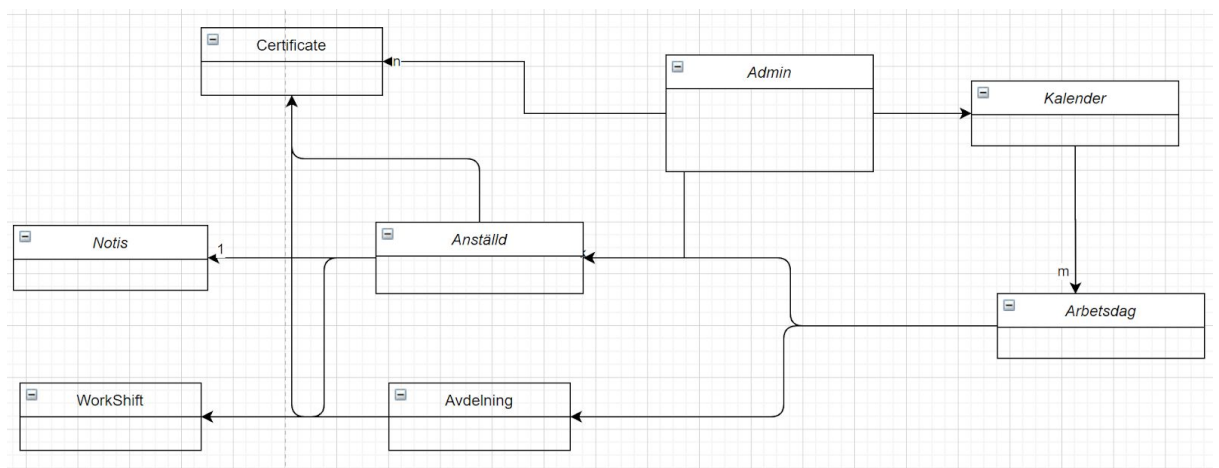 Certificate
n
Admin
Kalender
Notis
1
Anställd
m
Arbetsdag
WorkShift
Avdelning